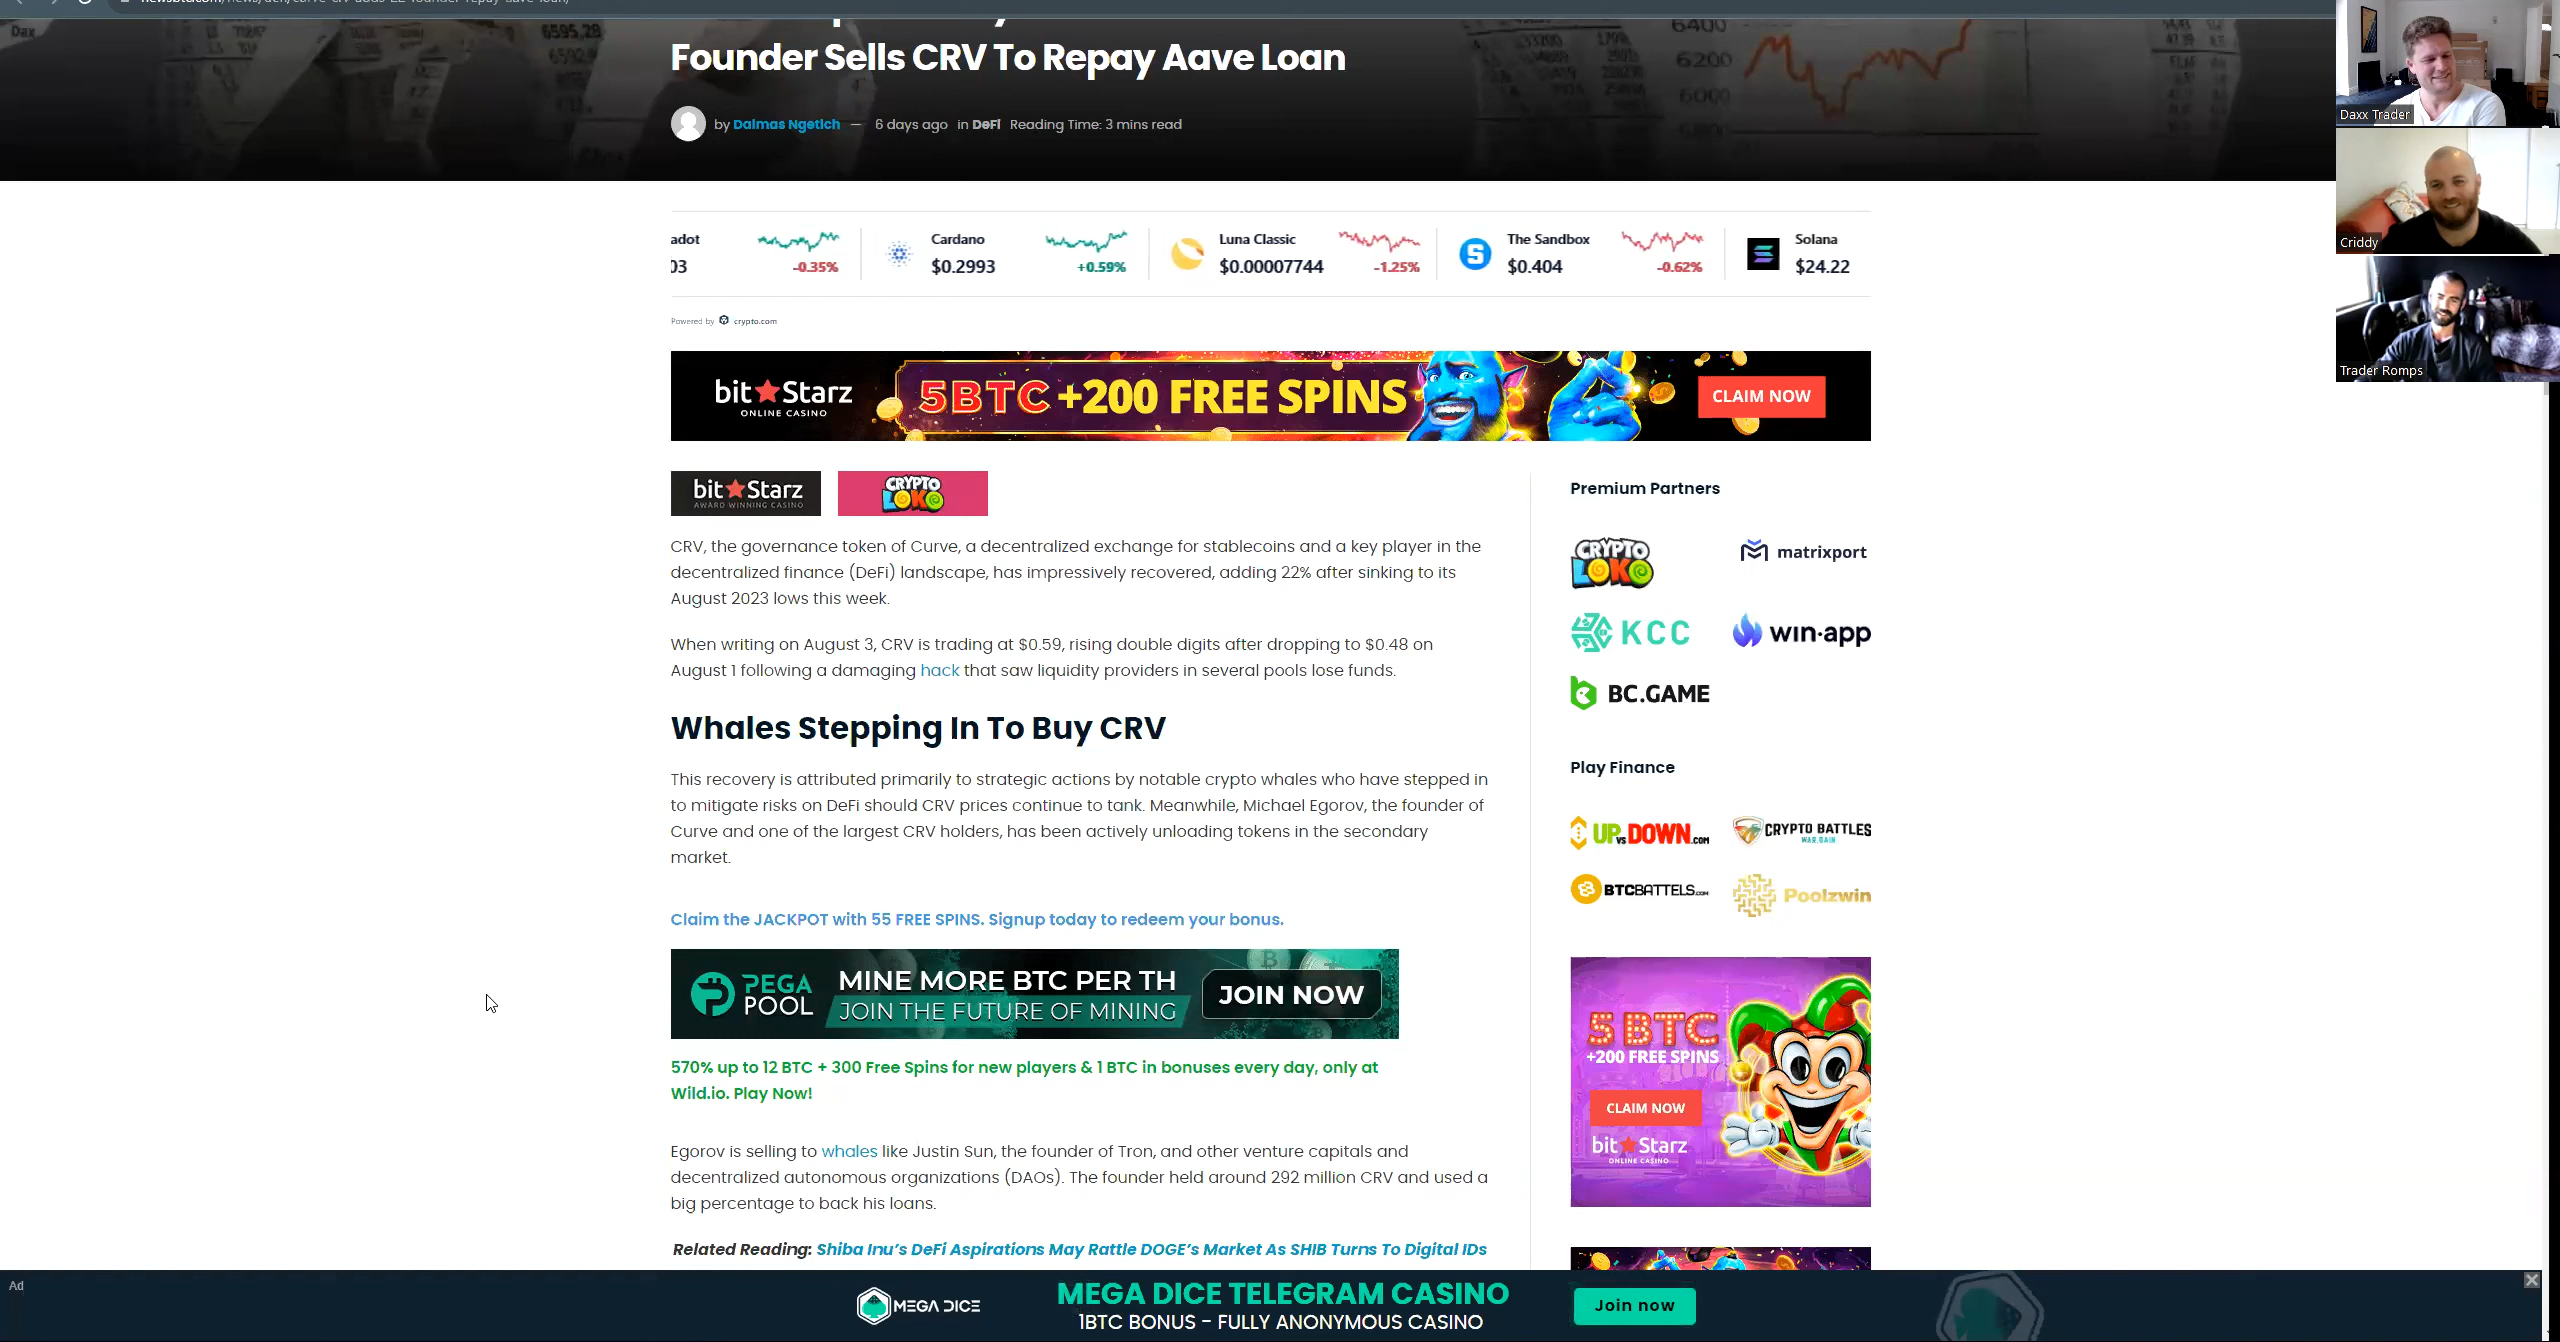 Founder Sells CRV To Repay Aave Loan
by Dalmas Ngetich — 6 days ago in DeFi Reading Time: 3 mins read
Dax
6595,28
6400
6200
6000
Daxx Trader
Criddy
Trader Romps
adot
03
-0.35%
Cardano
$0.2993
+0.59%
Luna Classic
$0.00007744
-1.25%
The Sandbox
$0.404
-0.62%
Solana
$24.22
Powered by crypto.com
bit Starz
ONLINE CASINO
5BTC +200 FREE SPINS
CLAIM NOW
bit Starz
AWARD WINNING CASINO
CRYPTO
LOKO
CRV, the governance token of Curve, a decentralized exchange for stablecoins and a key player in the
decentralized finance (DeFi) landscape, has impressively recovered, adding 22% after sinking to its
August 2023 lows this week.
When writing on August 3, CRV is trading at $0.59, rising double digits after dropping to $0.48 on
August 1 following a damaging hack that saw liquidity providers in several pools lose funds.
Whales Stepping In To Buy CRV
This recovery is attributed primarily to strategic actions by notable crypto whales who have stepped in
to mitigate risks on DeFi should CRV prices continue to tank. Meanwhile, Michael Egorov, the founder of
Curve and one of the largest CRV holders, has been actively unloading tokens in the secondary
market.
Claim the JACKPOT with 55 FREE SPINS. Signup today to redeem your bonus.
PEGA
POOL
MINE MORE BTC PER TH
JOIN THE FUTURE OF MINING
JOIN NOW
570% up to 12 BTC + 300 Free Spins for new players & 1 BTC in bonuses every day, only at
Wild.io. Play Now!
Egorov is selling to whales like Justin Sun, the founder of Tron, and other venture capitals and
decentralized autonomous organizations (DAOs). The founder held around 292 million CRV and used a
big percentage to back his loans.
Related Reading: Shiba Inu's DeFi Aspirations May Rattle DOGE's Market As SHIB Turns To Digital IDs
Premium Partners
CRYPTO
LOKO
matrixport
KCC
win·app
BC.GAME
Play Finance
UP vs DOWN.COM
CRYPTO BATTLES
WAR.GAIN
BTCBATTELS.com
Poolzwin
5 BTC
+200 FREE SPINS
CLAIM NOW
bit Starz
ONLINE CASINO
Ad
MEGA DICE
MEGA DICE TELEGRAM CASINO
1BTC BONUS - FULLY ANONYMOUS CASINO
Join now